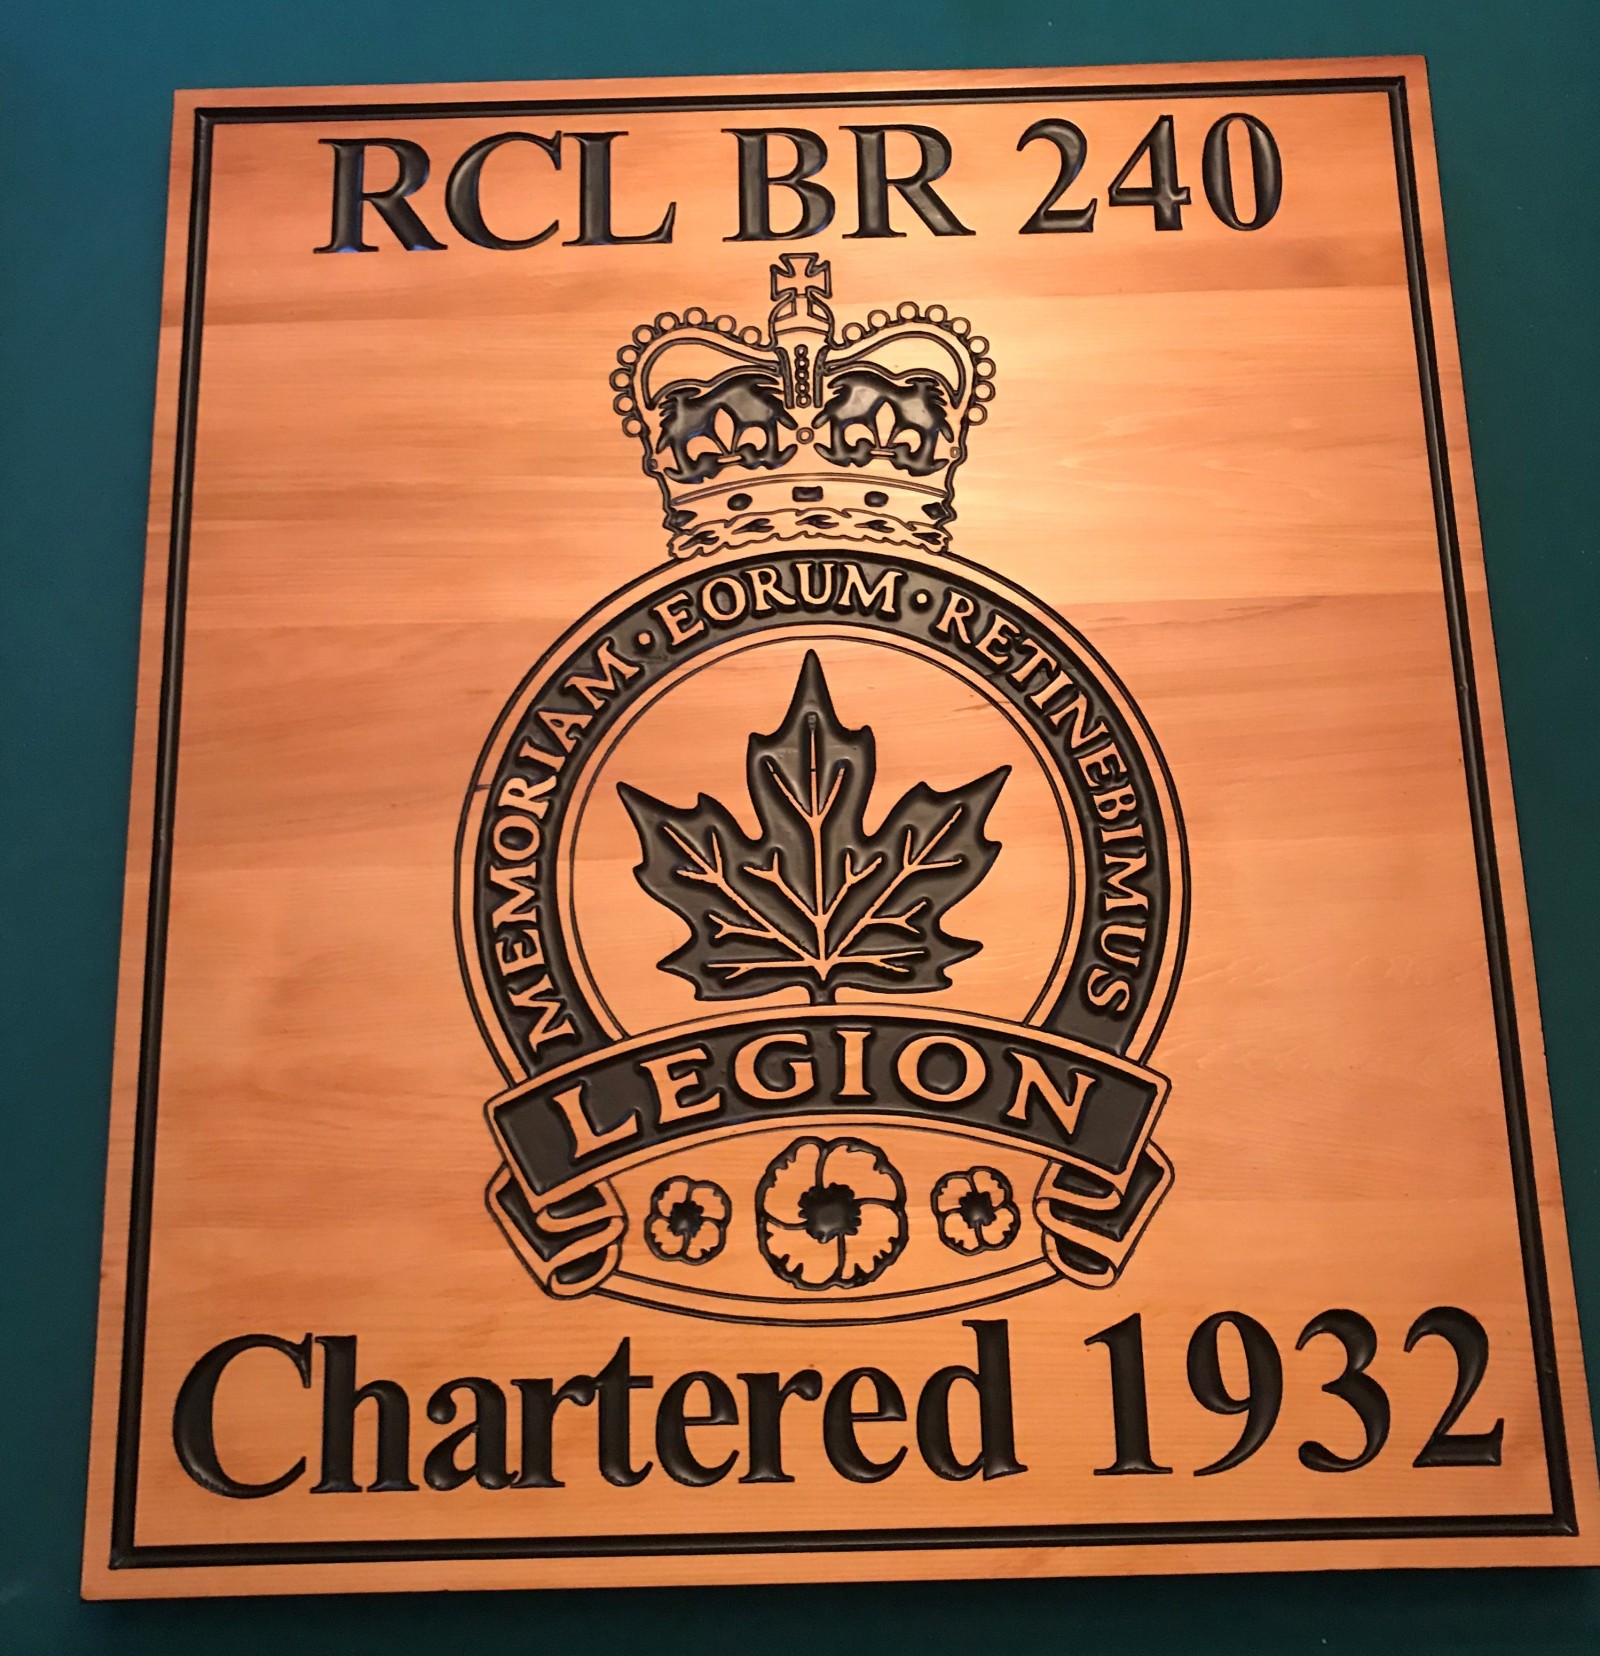 RCL BR 240
MEMORIAM · EORUM · RETINEBIMUS
LEGION
Chartered 1932